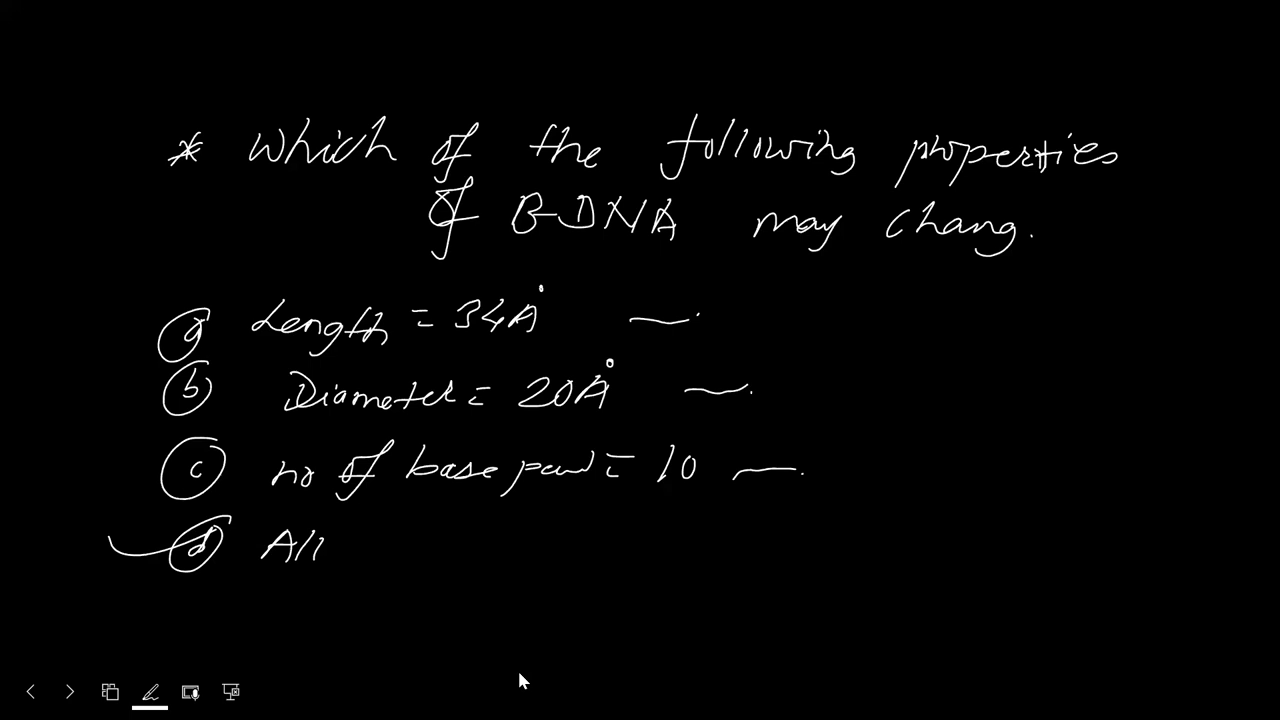 * Which of the following properties
of B-DNA may chang.
a Length = 34Å
b Diameter = 20Å
c no of base pair = 10
d All